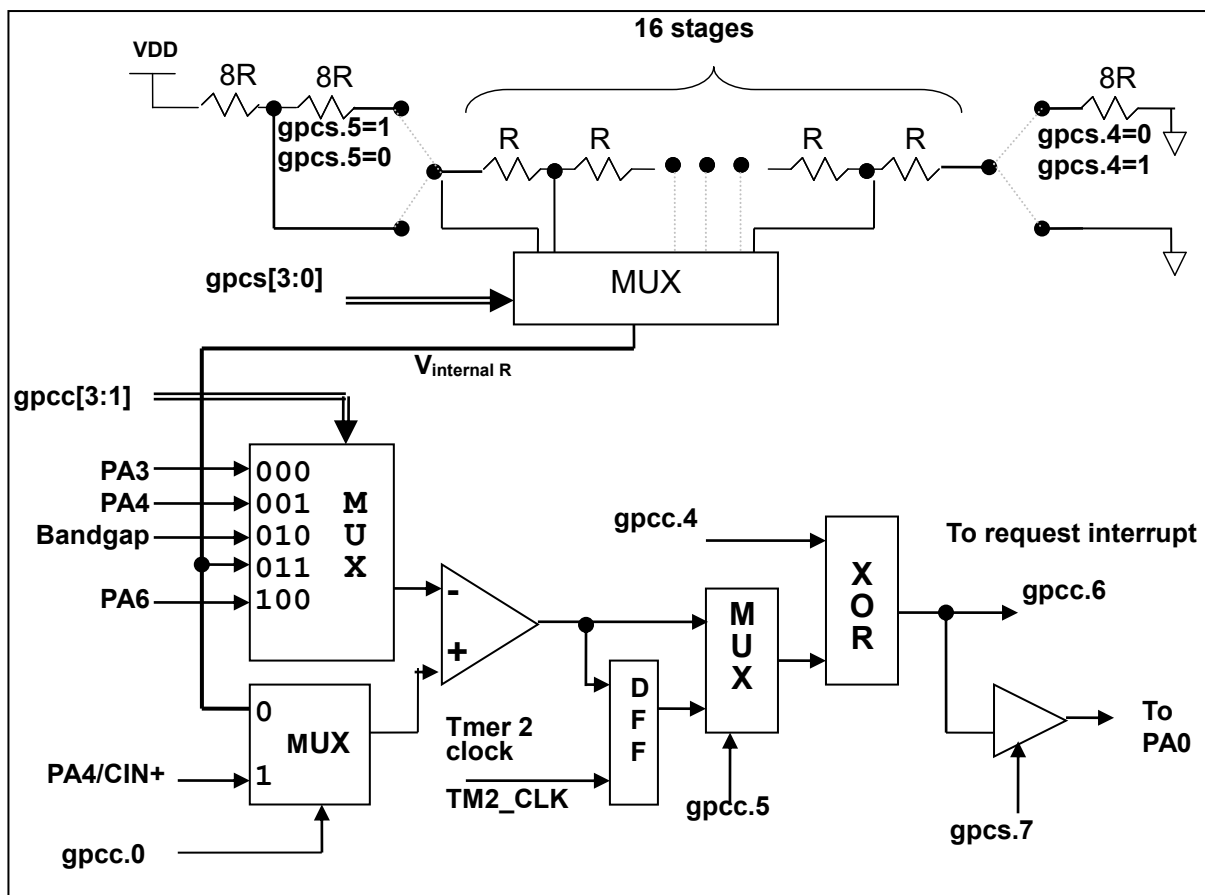 16 stages
VDD
8R
8R
8R
gpcs.5=1
gpcs.5=0
gpcs.4=0
gpcs.4=1
R
R
R
R
gpcs[3:0]
MUX
Vinternal R
gpcc[3:1]
PA3
000
PA4
001
Bandgap
010
011
PA6
100
M
U
X
-
+
gpcc.4
To request interrupt
gpcc.6
X
O
R
M
U
X
D
F
F
0
MUX
PA4/CIN+
1
Tmer 2
clock
TM2_CLK
gpcc.5
To
PA0
gpcs.7
gpcc.0